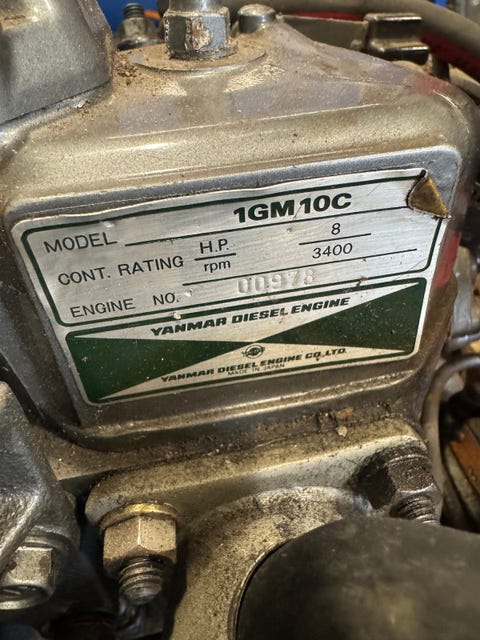 MODEL 1GM10C
CONT. RATING H.P. 8
rpm 3400
ENGINE NO. 00978
YANMAR DIESEL ENGINE
YANMAR DIESEL ENGINE CO., LTD.
MADE IN JAPAN